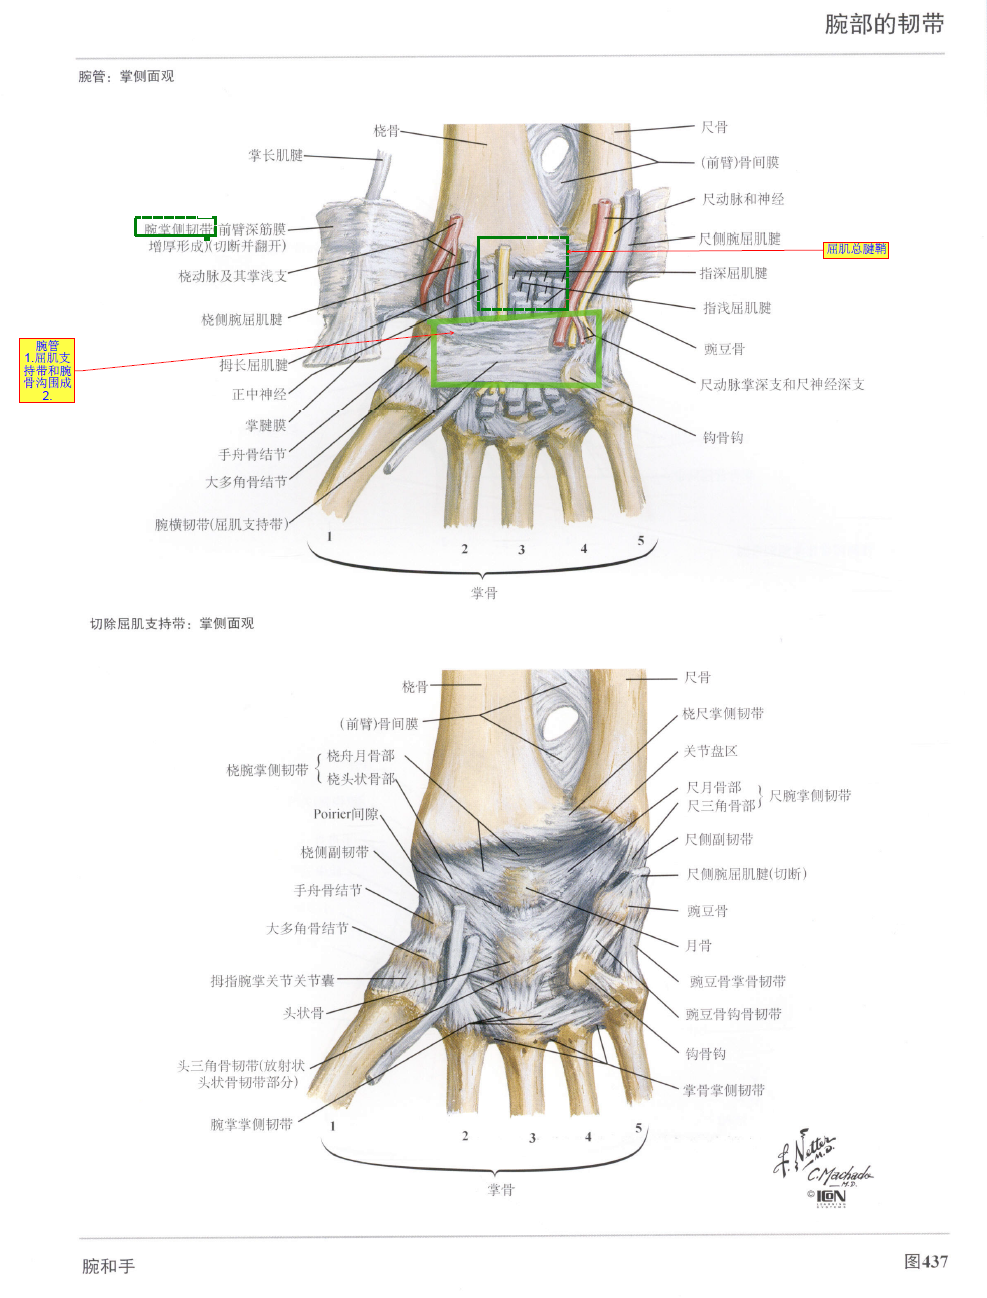 腕部的韧带
腕管：掌侧面观
桡骨
掌长肌腱
腕掌侧韧带(前臂深筋膜
增厚形成)(切断并翻开)
桡动脉及其掌浅支
桡侧腕屈肌腱
拇长屈肌腱
正中神经
掌腱膜
手舟骨结节
大多角骨结节
腕横韧带(屈肌支持带)
腕管
1.屈肌支
持带和腕
骨沟围成
2.
尺骨
(前臂)骨间膜
尺动脉和神经
尺侧腕屈肌腱
屈肌总腱鞘
指深屈肌腱
指浅屈肌腱
豌豆骨
尺动脉掌深支和尺神经深支
钩骨钩
1
2
3
4
5
掌骨
切除屈肌支持带：掌侧面观
桡骨
(前臂)骨间膜
桡腕掌侧韧带
桡舟月骨部
桡头状骨部
Poirier间隙
桡侧副韧带
手舟骨结节
大多角骨结节
拇指腕掌关节关节囊
头状骨
头三角骨韧带(放射状
头状骨韧带部分)
腕掌掌侧韧带
尺骨
桡尺掌侧韧带
关节盘区
尺月骨部
尺三角骨部
尺腕掌侧韧带
尺侧副韧带
尺侧腕屈肌腱(切断)
豌豆骨
月骨
豌豆骨掌骨韧带
豌豆骨钩骨韧带
钩骨钩
掌骨掌侧韧带
1
2
3
4
5
掌骨
F. Netter
M.D.
C.Machado
M.D.
© ICON
腕和手
图437